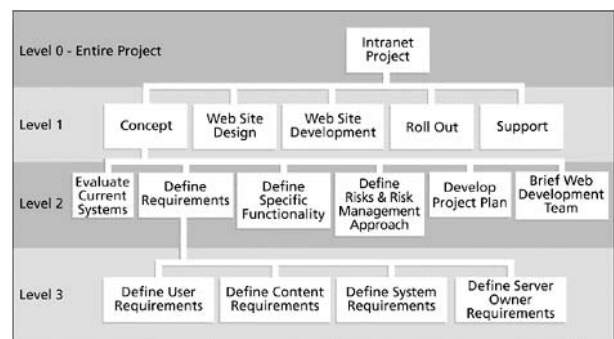 Level 0 - Entire Project
Intranet
Project
Level 1
Concept
Web Site
Design
Web Site
Development
Roll Out
Support
Level 2
Evaluate
Current
Systems
Define
Requirements
Define
Specific
Functionality
Define
Risks & Risk
Management
Approach
Develop
Project Plan
Brief Web
Development
Team
Level 3
Define User
Requirements
Define Content
Requirements
Define System
Requirements
Define Server
Owner
Requirements